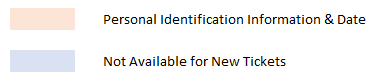 Personal Identification Information & Date
Not Available for New Tickets